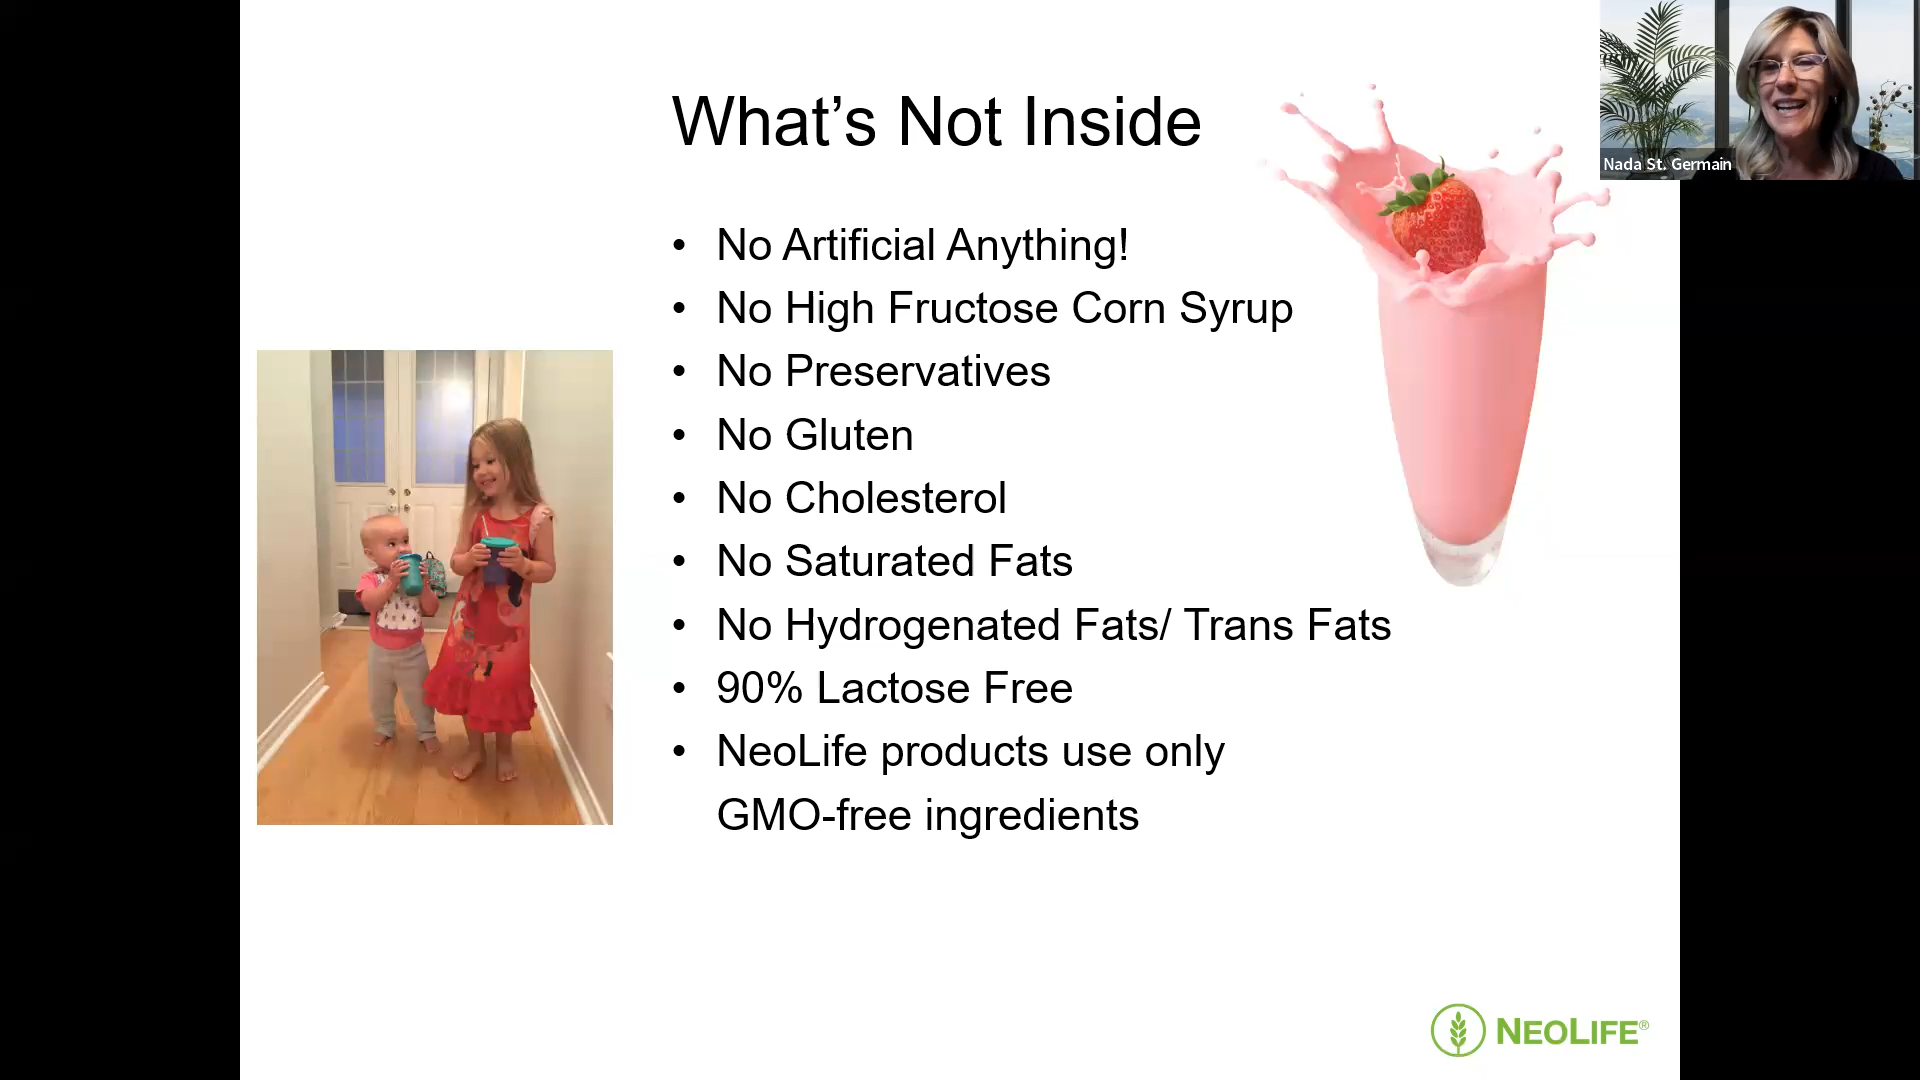 What's Not Inside
Nada St. Germain
• No Artificial Anything!
• No High Fructose Corn Syrup
• No Preservatives
• No Gluten
• No Cholesterol
• No Saturated Fats
• No Hydrogenated Fats/ Trans Fats
• 90% Lactose Free
• NeoLife products use only
GMO-free ingredients
NEOLIFE®